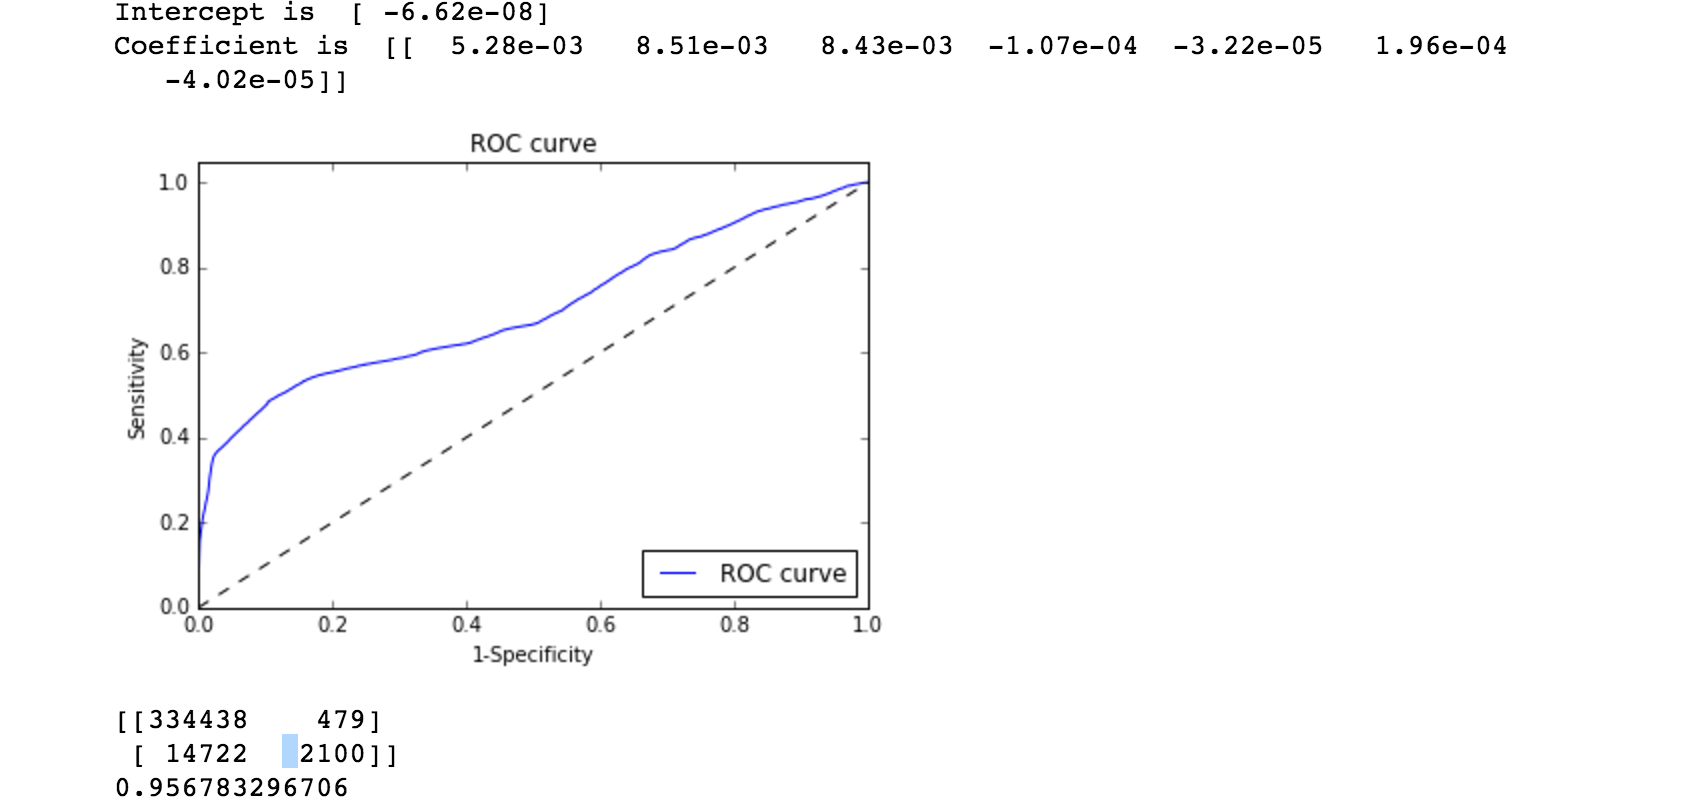 Intercept is  [ -6.62e-08]
Coefficient is  [[  5.28e-03   8.51e-03   8.43e-03  -1.07e-04  -3.22e-05   1.96e-04
   -4.02e-05]]
ROC curve
1.0
0.8
0.6
0.4
0.2
0.0
Sensitivity
ROC curve
0.0 0.2 0.4 0.6 0.8 1.0
1-Specificity
[[334438    479]
 [ 14722   2100]]
0.956783296706